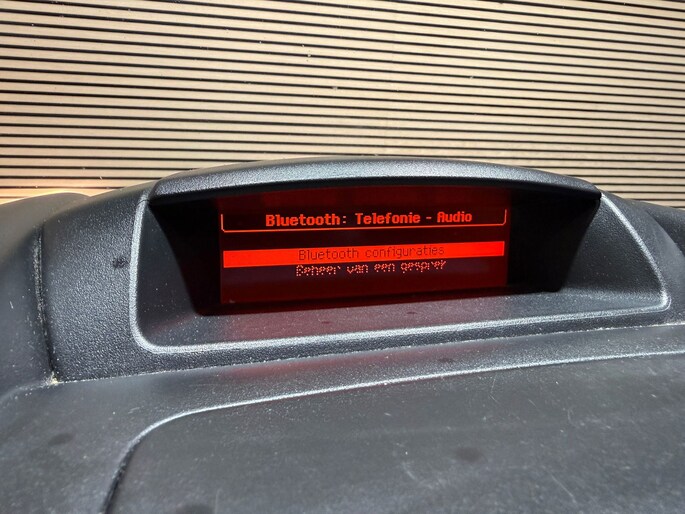 Bluetooth: Telefonie - Audio
Bluetooth configuraties
Beheer van een gesprek